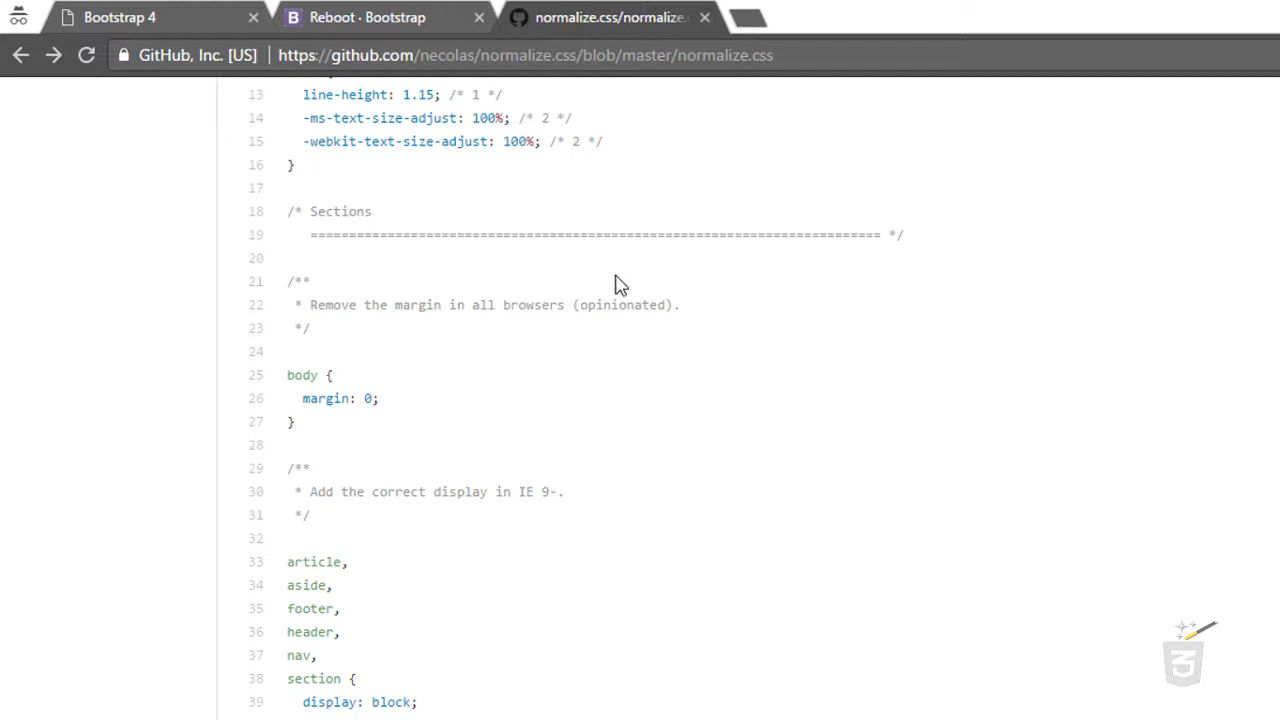 Bootstrap 4
Reboot · Bootstrap
normalize.css/normalize.
GitHub, Inc. [US] | https://github.com/necolas/normalize.css/blob/master/normalize.css
13 line-height: 1.15; /* 1 */
14 -ms-text-size-adjust: 100%; /* 2 */
15 -webkit-text-size-adjust: 100%; /* 2 */
16 }
17
18 /* Sections
19 ========================================================================== */
20
21 /**
22 * Remove the margin in all browsers (opinionated).
23 */
24
25 body {
26 margin: 0;
27 }
28
29 /**
30 * Add the correct display in IE 9-.
31 */
32
33 article,
34 aside,
35 footer,
36 header,
37 nav,
38 section {
39 display: block;
3